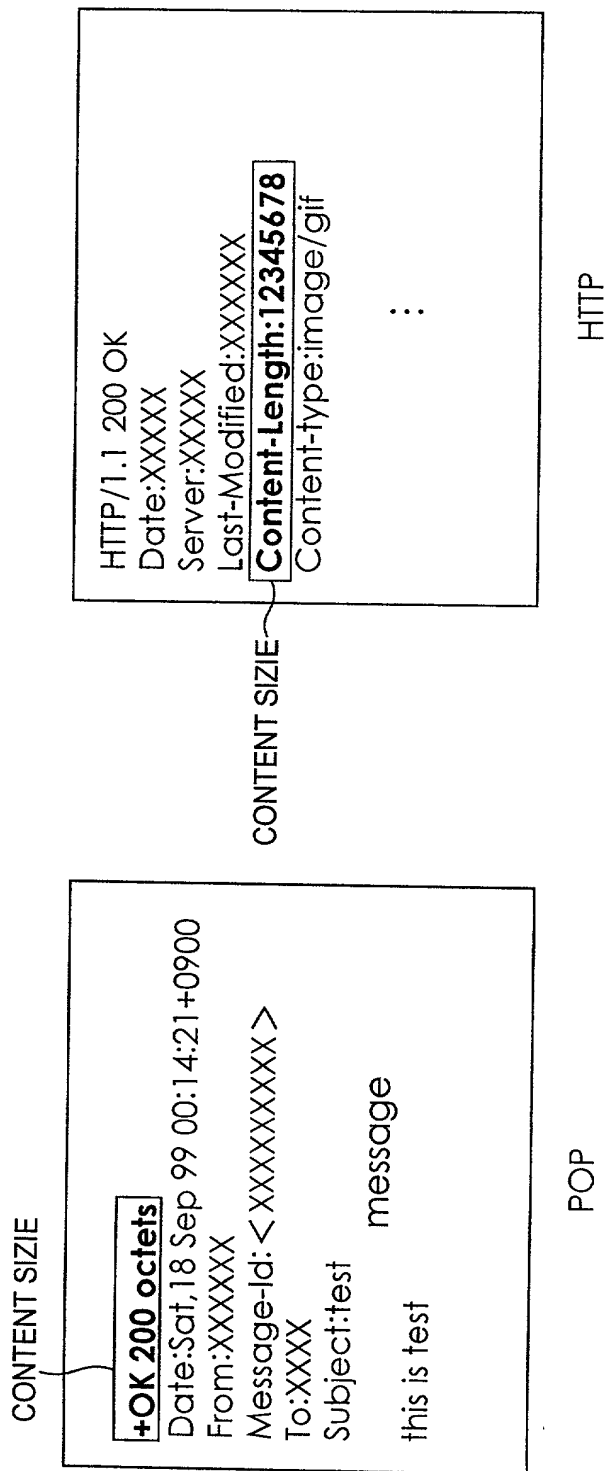 CONTENT SIZIE
+OK 200 octets
Date:Sat,18 Sep 99 00:14:21+0900
From:XXXXXX
Message-Id:<XXXXXXXXXX>
To:XXXX
Subject:test
message
this is test
POP
CONTENT SIZIE
HTTP/1.1 200 OK
Date:XXXXX
Server:XXXXX
Last-Modified:XXXXXX
Content-Length:12345678
Content-type:image/gif
⋮
HTTP